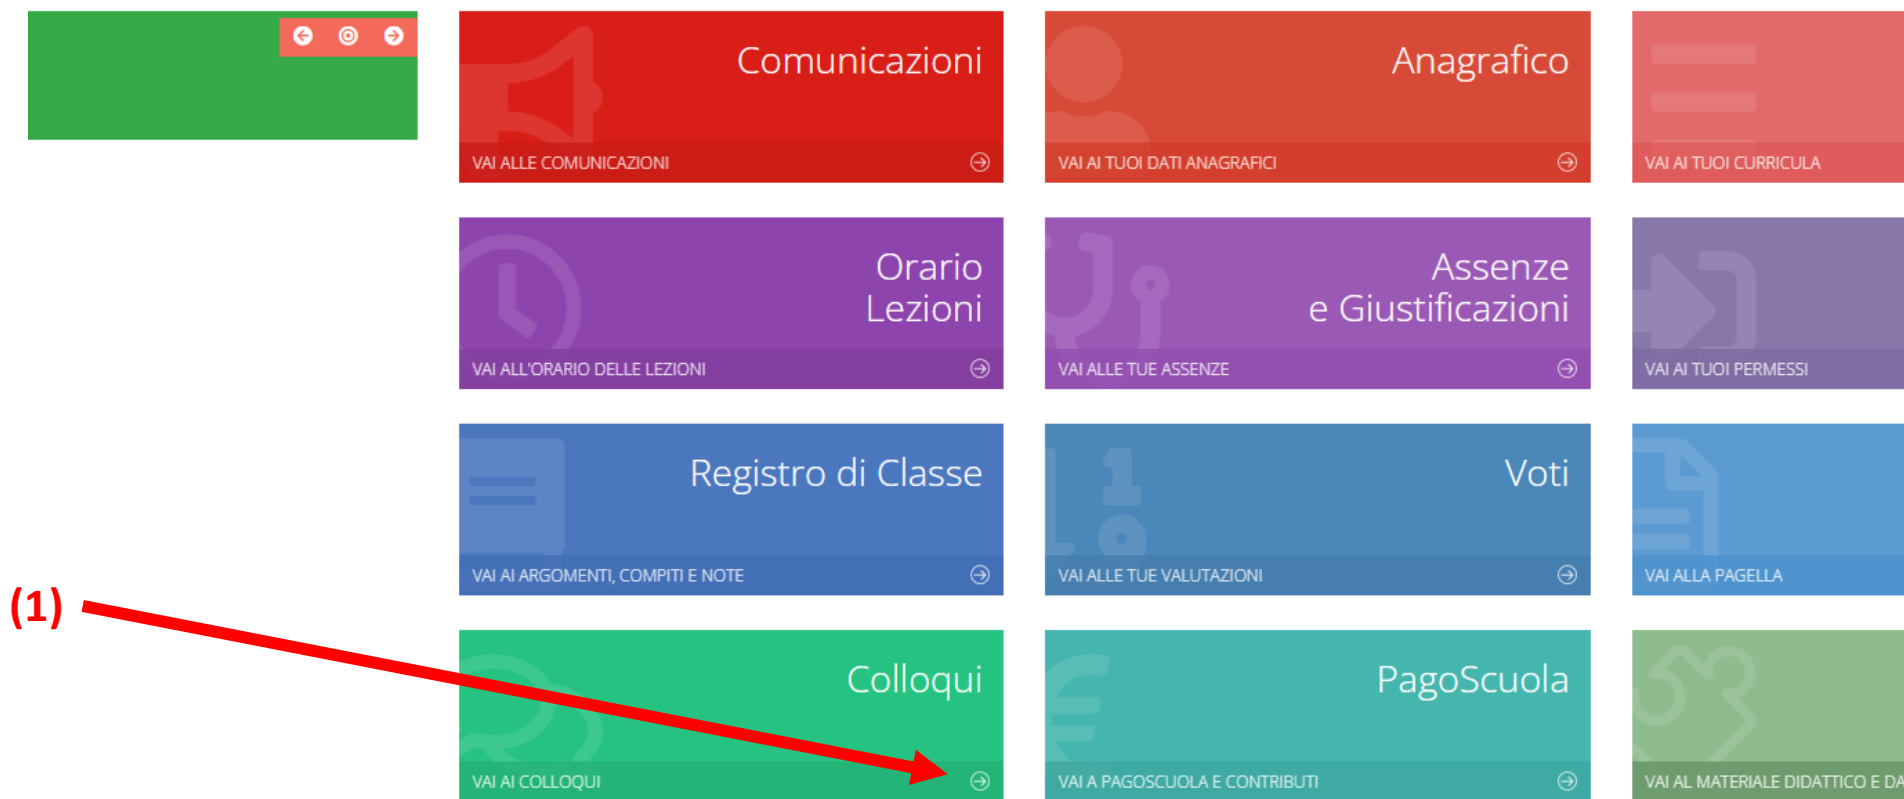 Comunicazioni
VAI ALLE COMUNICAZIONI
Anagrafico
VAI AI TUOI DATI ANAGRAFICI
VAI AI TUOI CURRICULA
Orario
Lezioni
VAI ALL'ORARIO DELLE LEZIONI
Assenze
e Giustificazioni
VAI ALLE TUE ASSENZE
VAI AI TUOI PERMESSI
Registro di Classe
VAI AI ARGOMENTI, COMPITI E NOTE
Voti
VAI ALLE TUE VALUTAZIONI
VAI ALLA PAGELLA
(1)
Colloqui
VAI AI COLLOQUI
PagoScuola
VAI A PAGOSCUOLA E CONTRIBUTI
VAI AL MATERIALE DIDATTICO E DA